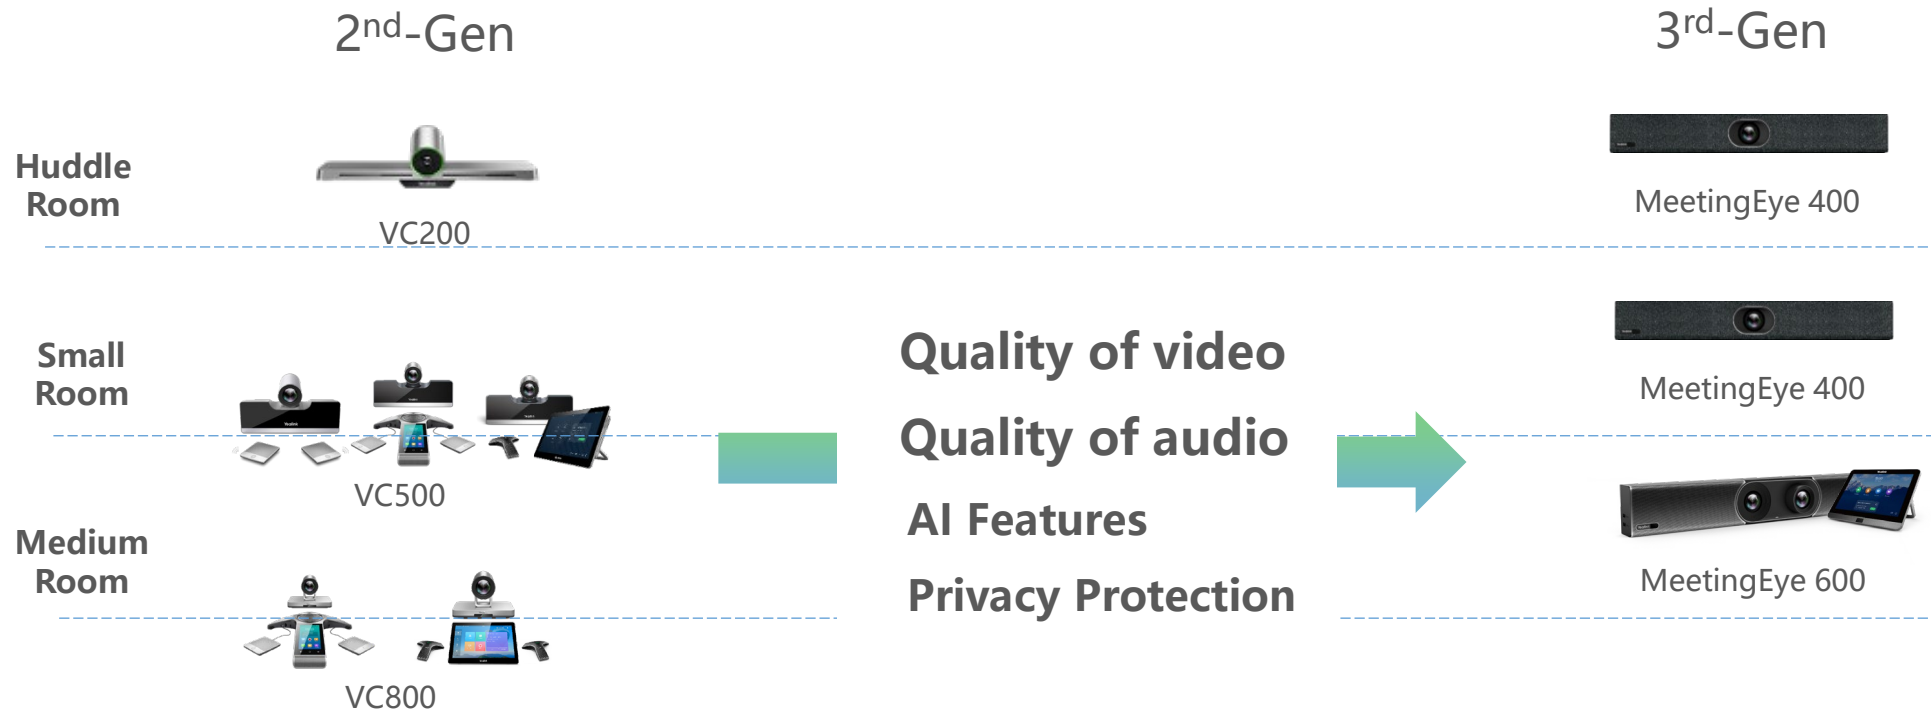 2nd-Gen
3rd-Gen
Huddle
Room
VC200
MeetingEye 400
Small
Room
Quality of video
MeetingEye 400
Quality of audio
VC500
AI Features
Medium
Room
MeetingEye 600
Privacy Protection
VC800